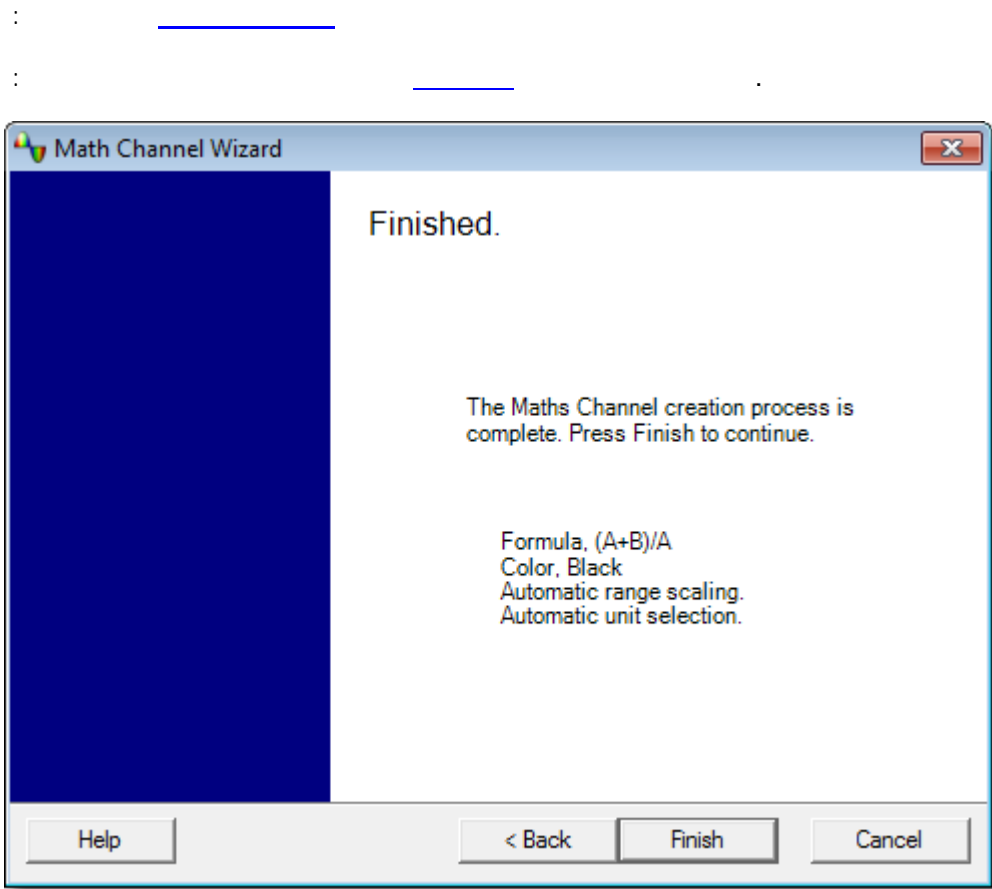 :
:                .
Math Channel Wizard
Finished.
The Maths Channel creation process is
complete. Press Finish to continue.
Formula, (A+B)/A
Color, Black
Automatic range scaling.
Automatic unit selection.
Help
< Back
Finish
Cancel